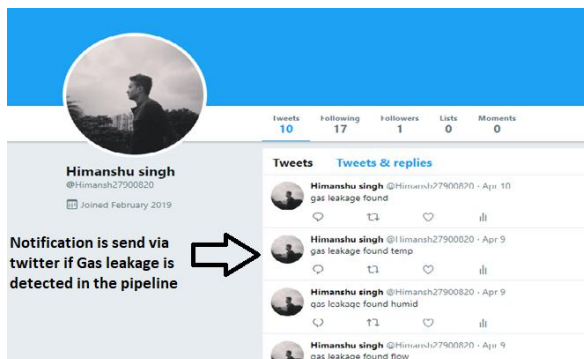 Tweets Following Followers Lists Moments
10 17 1 0 0
Himanshu singh
@Himansh27900820
Joined February 2019
Notification is send via
twitter if Gas leakage is
detected in the pipeline
Tweets Tweets & replies
Himanshu singh @Himansh27900820 · Apr 10
gas leakage found
Himanshu singh @Himansh27900820 · Apr 9
gas leakage found temp
Himanshu singh @Himansh27900820 · Apr 9
gas leakage found humid
Himanshu singh @Himansh27900820 · Apr 9
gas leakage found flow